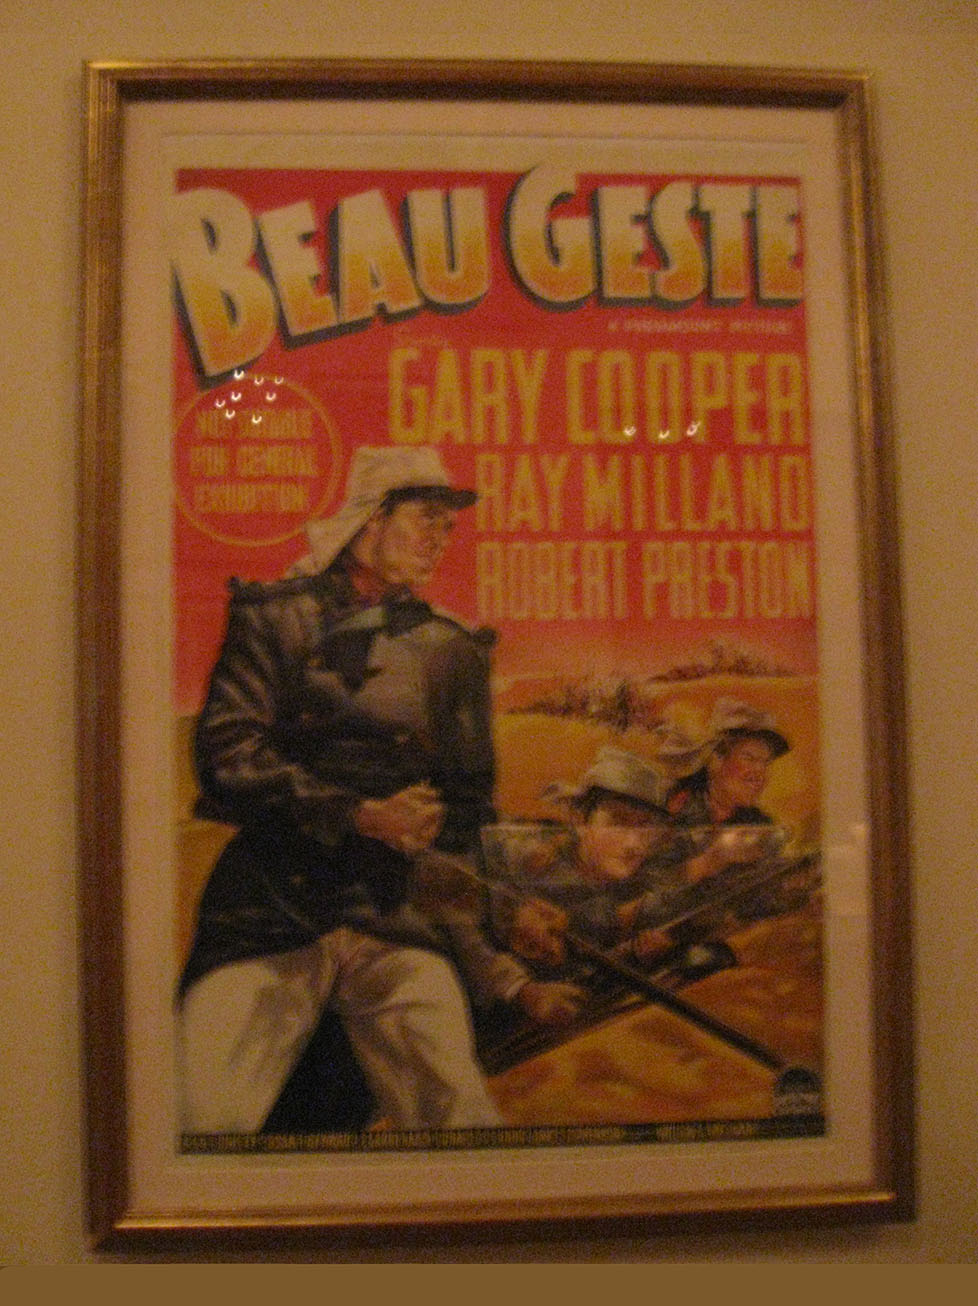 BEAU GESTE
A PARAMOUNT PICTURE
GARY COOPER
RAY MILLAND
ROBERT PRESTON
NOT SUITABLE
FOR GENERAL
EXHIBITION